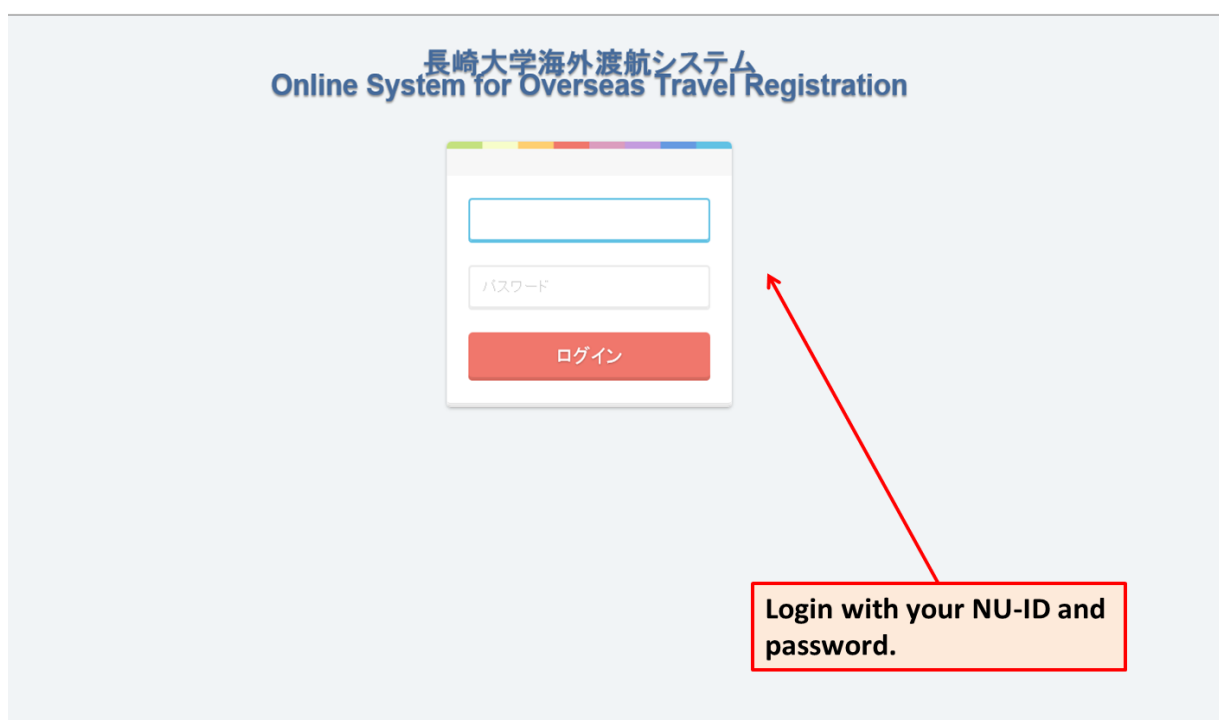 長崎大学海外渡航システム
Online System for Overseas Travel Registration
パスワード
ログイン
Login with your NU-ID and
password.